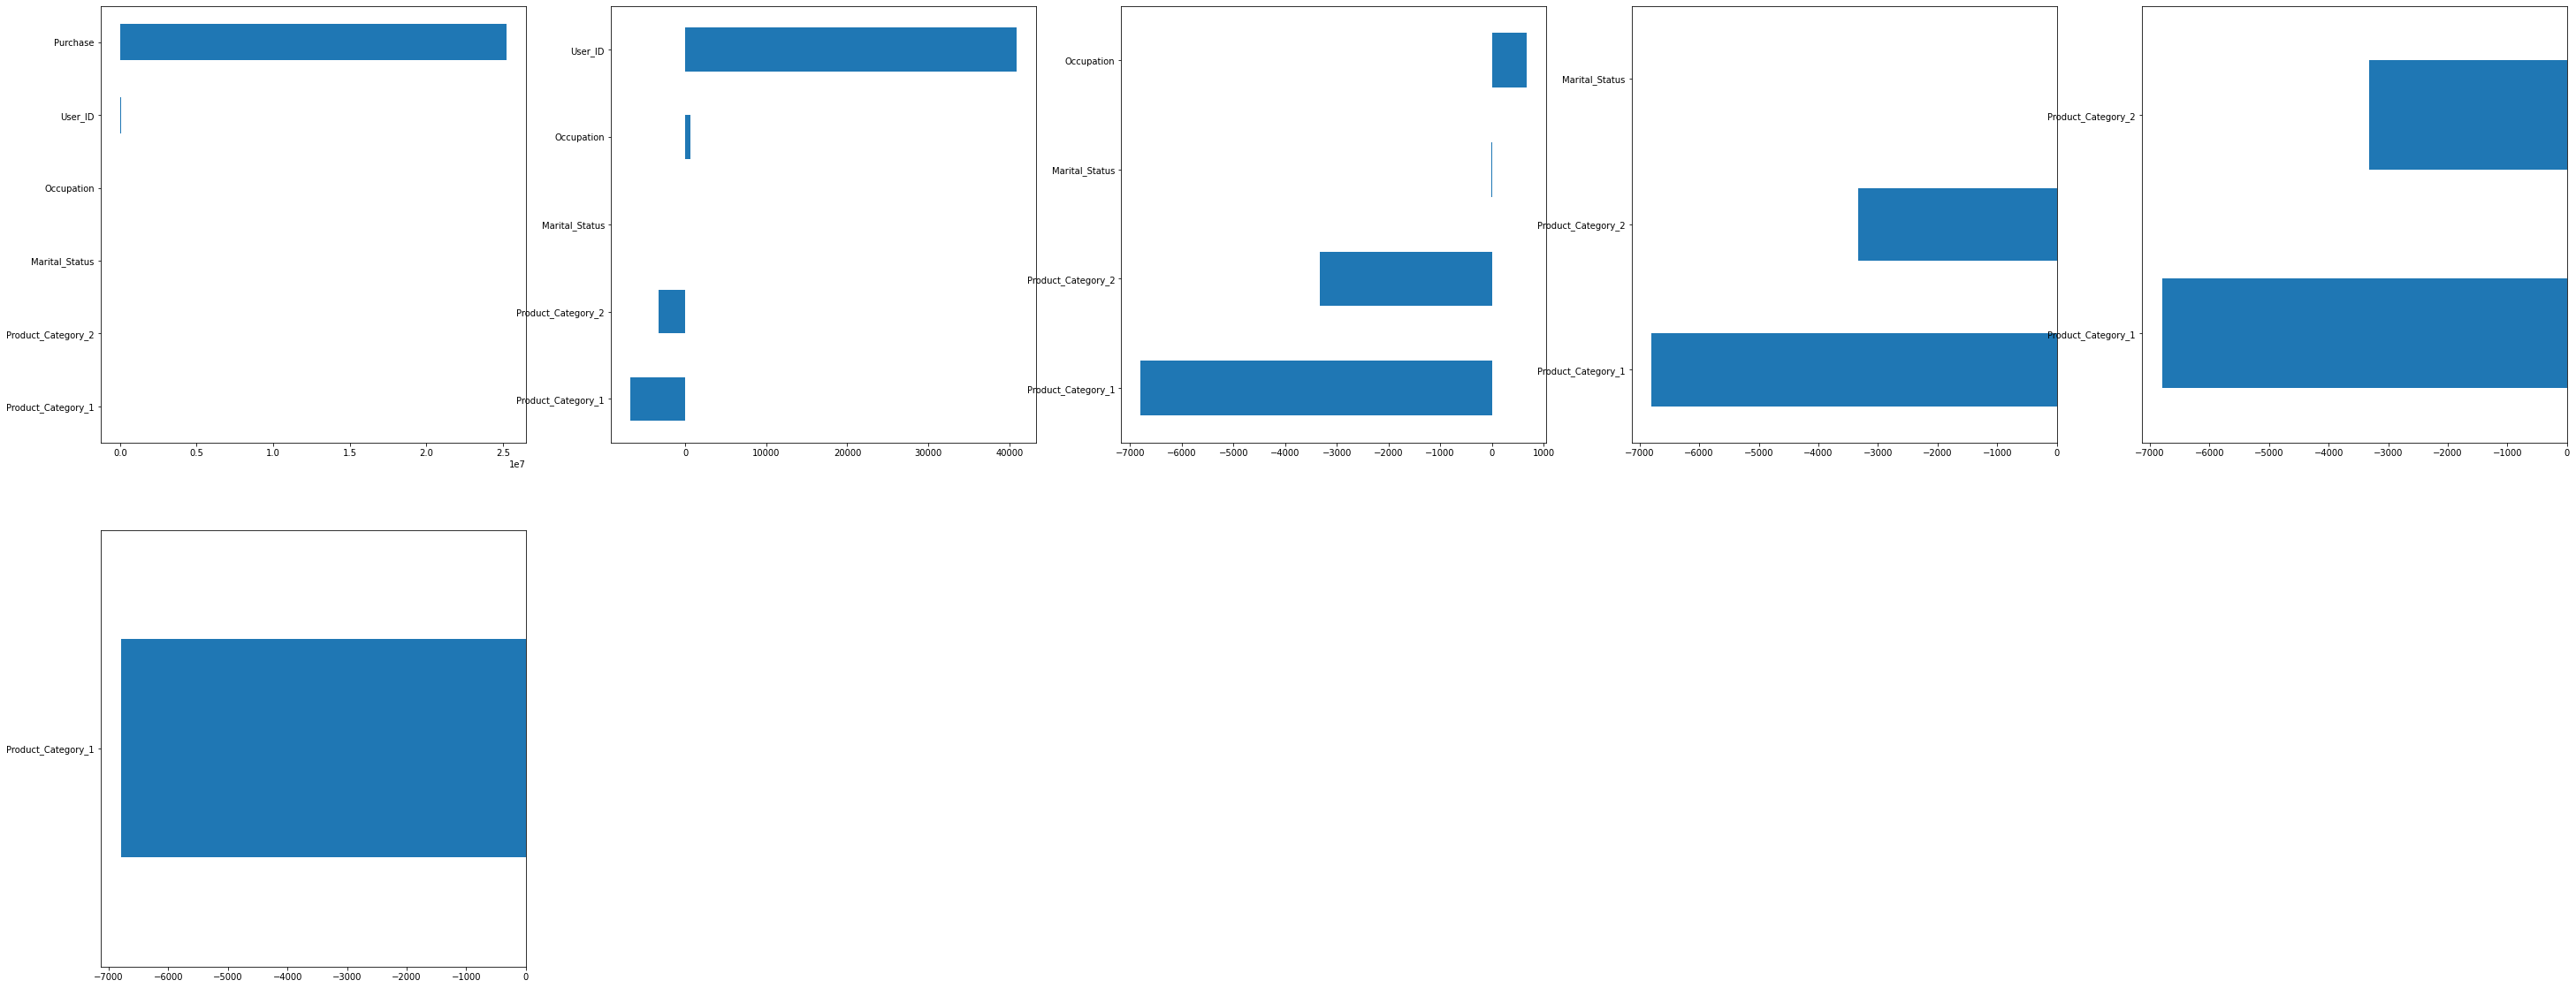 Purchase
User_ID
Occupation
Marital_Status
Product_Category_2
Product_Category_1
0.0 0.5 1.0 1.5 2.0 2.5
1e7
User_ID
Occupation
Marital_Status
Product_Category_2
Product_Category_1
0 10000 20000 30000 40000
Occupation
Marital_Status
Product_Category_2
Product_Category_1
−7000 −6000 −5000 −4000 −3000 −2000 −1000 0 1000
Marital_Status
Product_Category_2
Product_Category_1
−7000 −6000 −5000 −4000 −3000 −2000 −1000 0
Product_Category_2
Product_Category_1
−7000 −6000 −5000 −4000 −3000 −2000 −1000 0
Product_Category_1
−7000 −6000 −5000 −4000 −3000 −2000 −1000 0